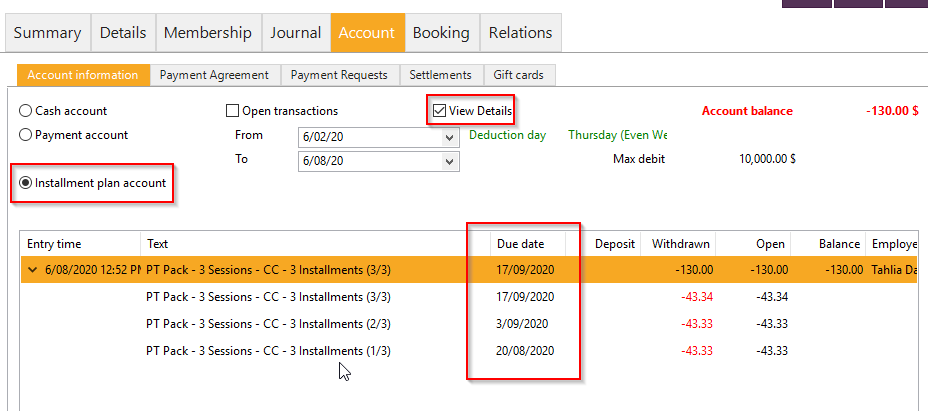 Summary Details Membership Journal Account Booking Relations
Account information Payment Agreement Payment Requests Settlements Gift cards
Cash account Open transactions View Details Account balance -130.00 $
Payment account From 6/02/20 Deduction day Thursday (Even We
To 6/08/20 Max debit 10,000.00 $
Installment plan account
Entry time Text Due date Deposit Withdrawn Open Balance Employe
6/08/2020 12:52 PM PT Pack - 3 Sessions - CC - 3 Installments (3/3) 17/09/2020 -130.00 -130.00 -130.00 Tahlia Da
PT Pack - 3 Sessions - CC - 3 Installments (3/3) 17/09/2020 -43.34 -43.34
PT Pack - 3 Sessions - CC - 3 Installments (2/3) 3/09/2020 -43.33 -43.33
PT Pack - 3 Sessions - CC - 3 Installments (1/3) 20/08/2020 -43.33 -43.33